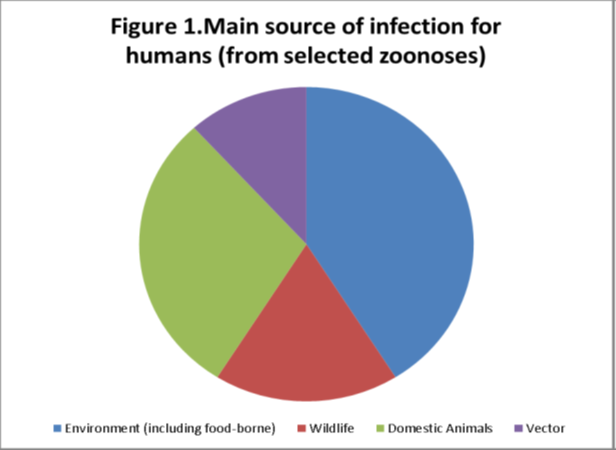 Figure 1.Main source of infection for
humans (from selected zoonoses)
Environment (including food-borne) Wildlife Domestic Animals Vector